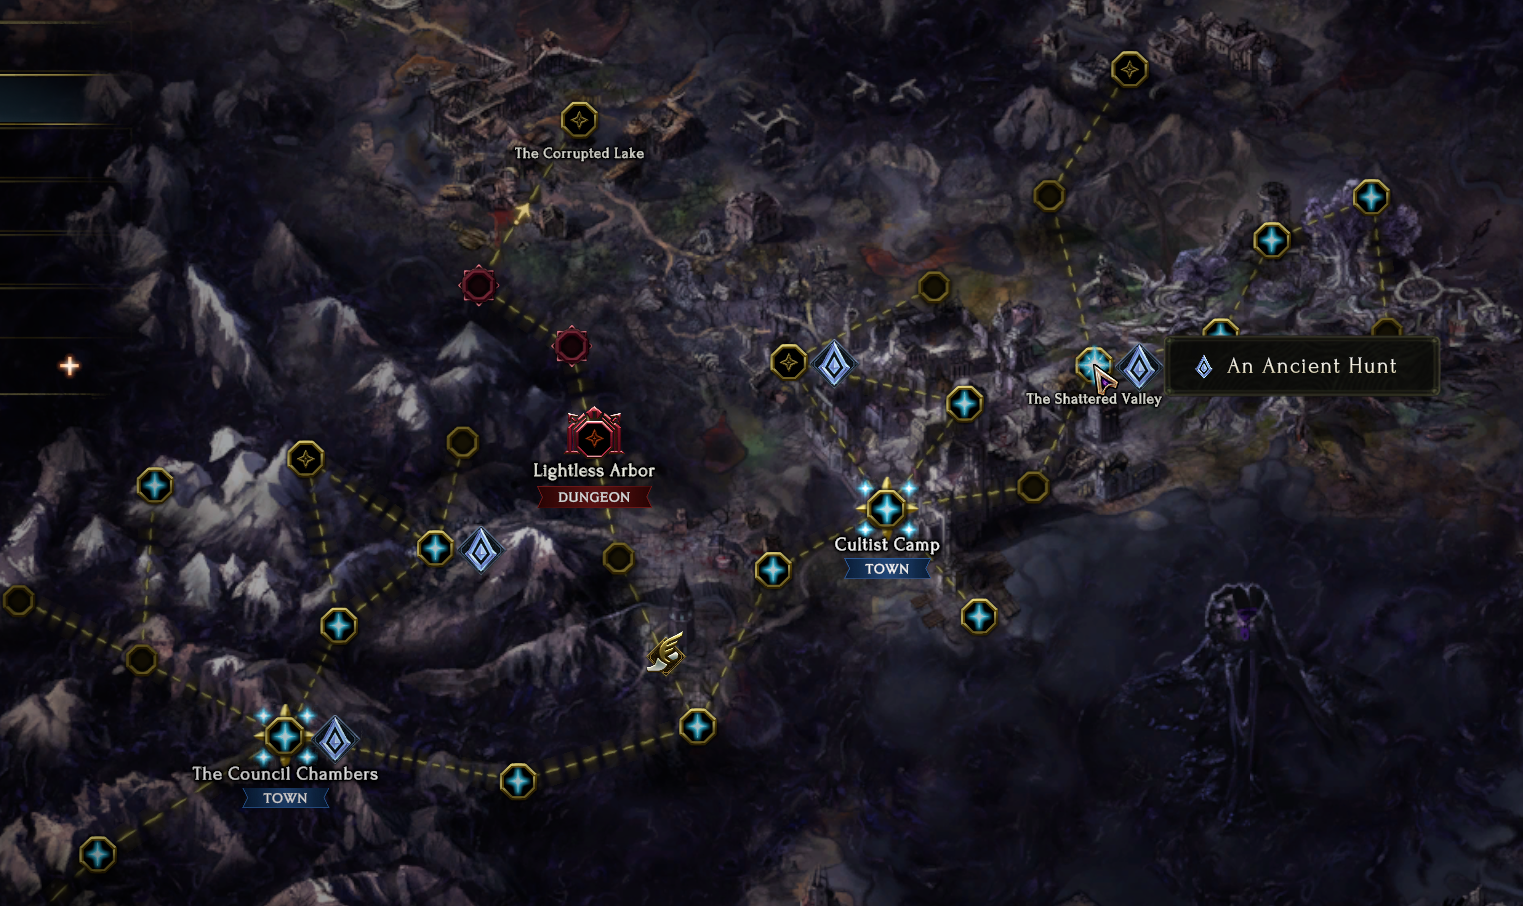 The Corrupted Lake
An Ancient Hunt
The Shattered Valley
Lightless Arbor
DUNGEON
Cultist Camp
TOWN
The Council Chambers
TOWN